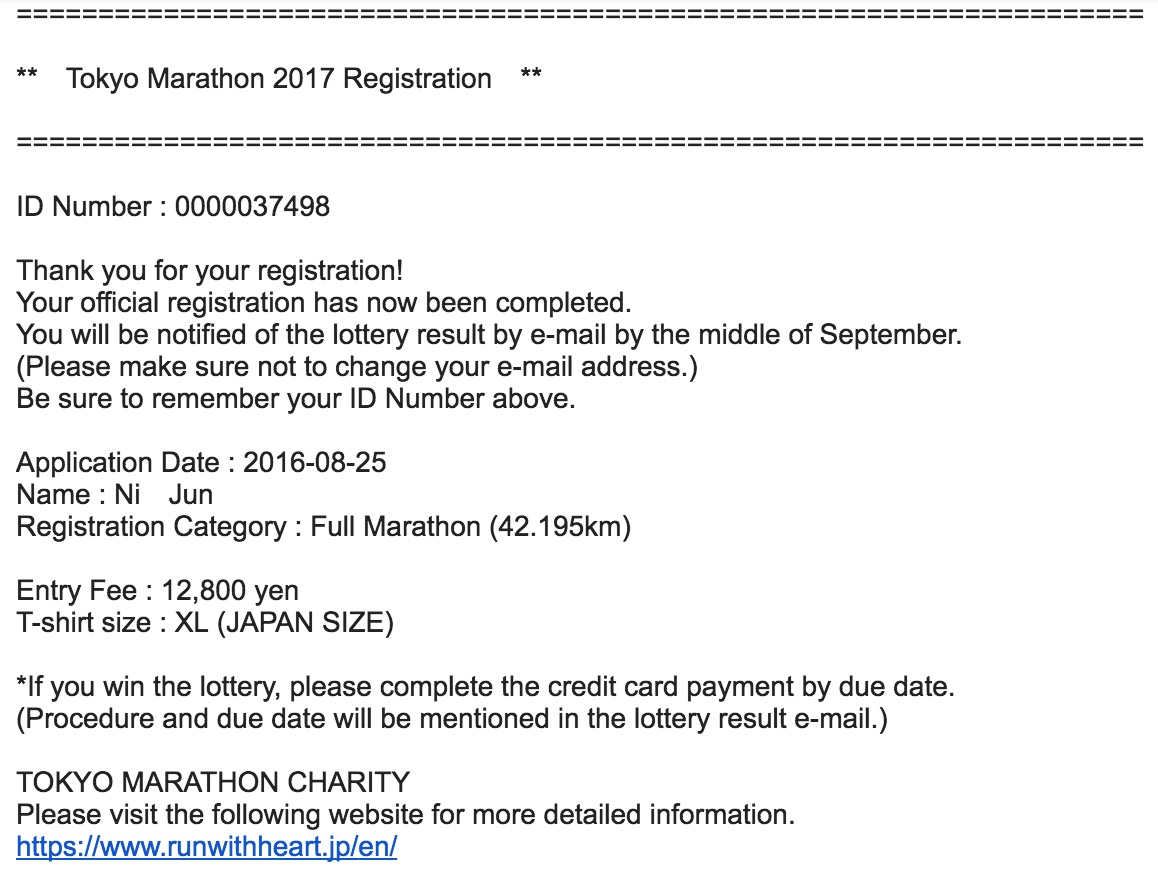 =====================================================================
** Tokyo Marathon 2017 Registration **
=====================================================================
ID Number : 0000037498
Thank you for your registration!
Your official registration has now been completed.
You will be notified of the lottery result by e-mail by the middle of September.
(Please make sure not to change your e-mail address.)
Be sure to remember your ID Number above.
Application Date : 2016-08-25
Name : Ni Jun
Registration Category : Full Marathon (42.195km)
Entry Fee : 12,800 yen
T-shirt size : XL (JAPAN SIZE)
*If you win the lottery, please complete the credit card payment by due date.
(Procedure and due date will be mentioned in the lottery result e-mail.)
TOKYO MARATHON CHARITY
Please visit the following website for more detailed information.
https://www.runwithheart.jp/en/